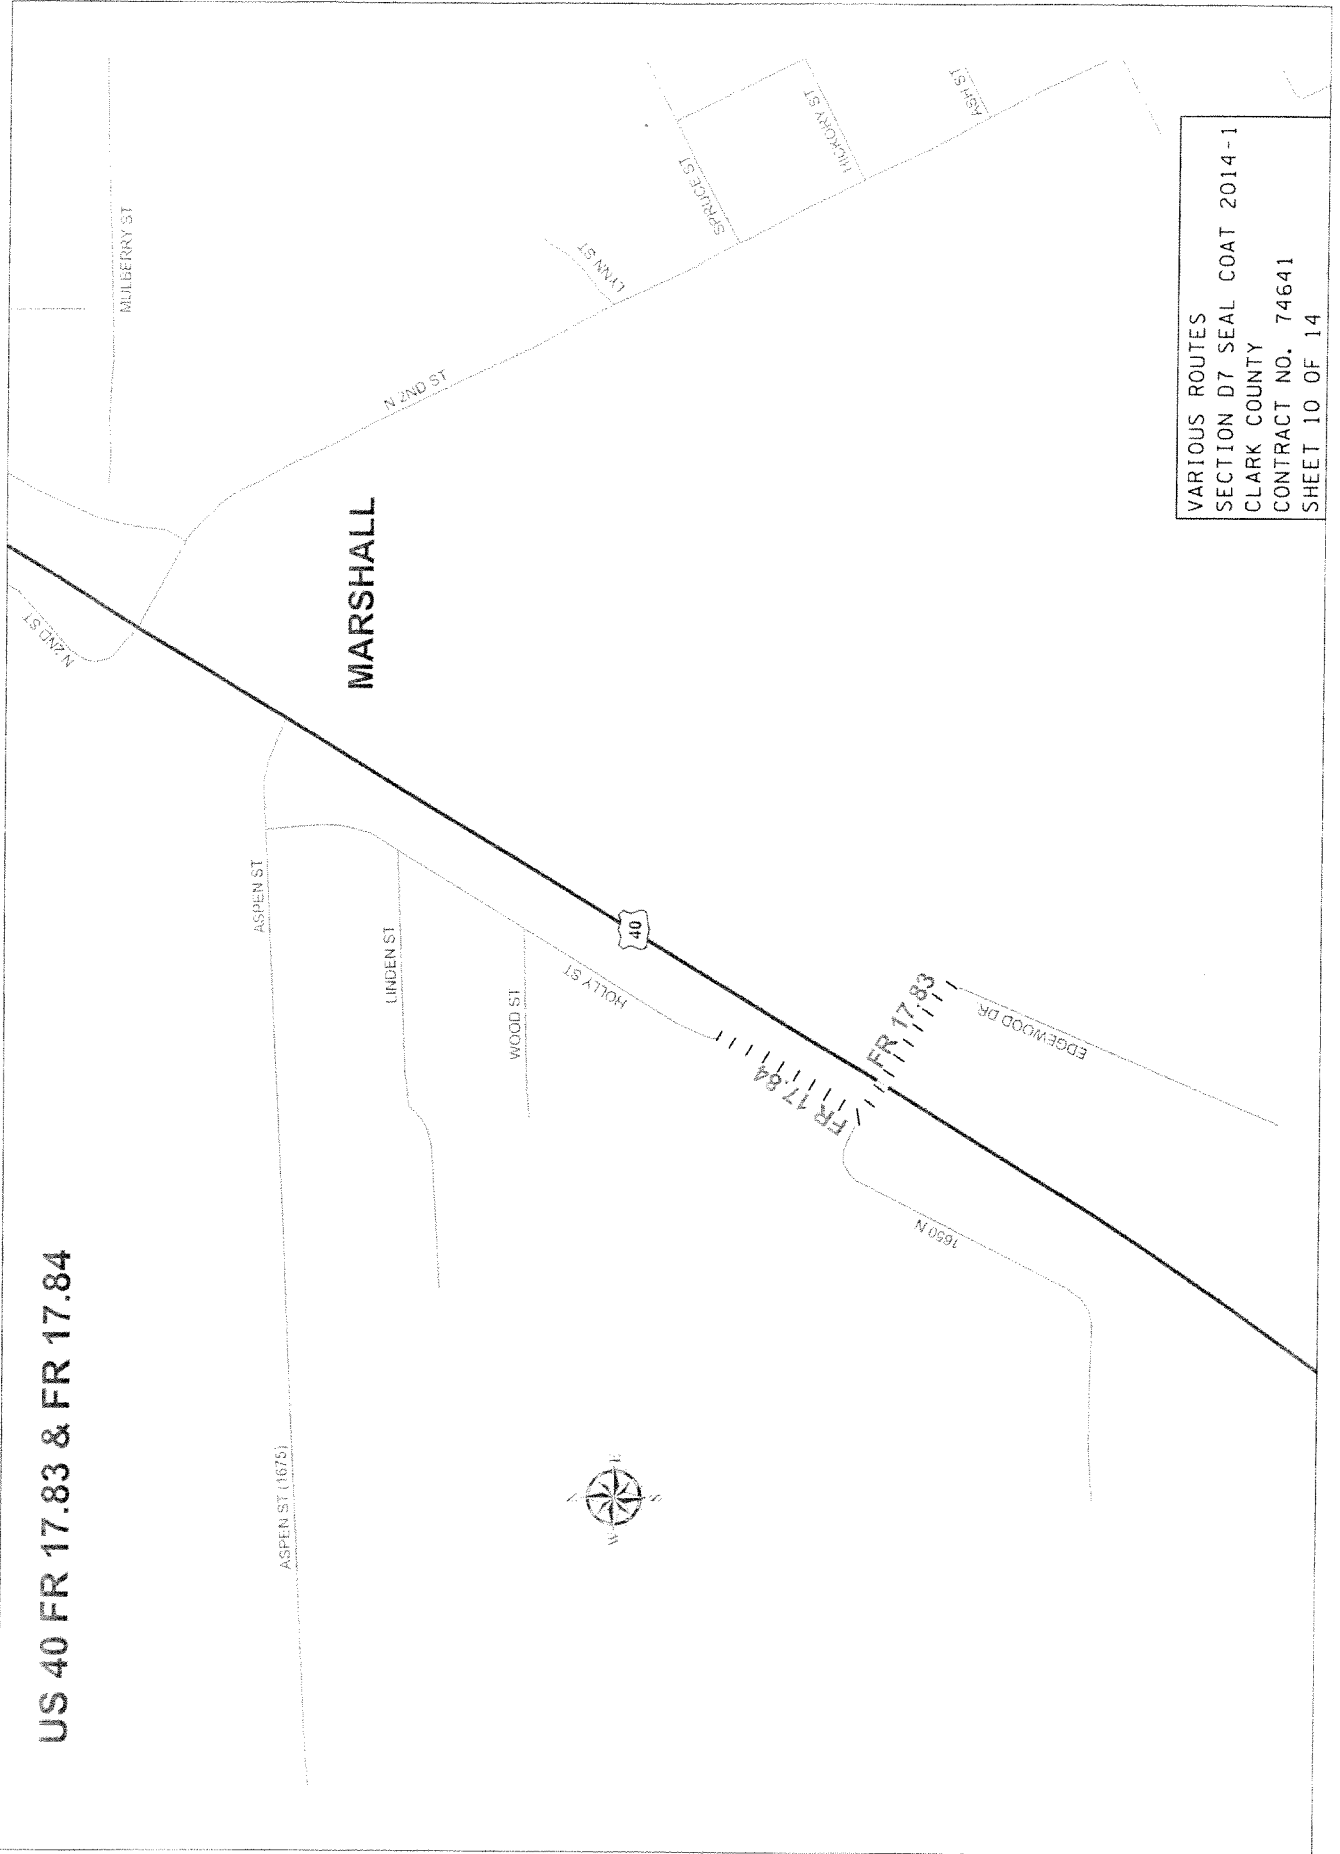 US 40 FR 17.83 & FR 17.84
N 2ND ST
MULBERRY ST
ASPEN ST (1675)
ASPEN ST
MARSHALL
N 2ND ST
LINDEN ST
WOOD ST
HOLLY ST
40
LYNN ST
SPRUCE ST
HICKORY ST
ASH ST
FR 17.84
FR 17.83
1650 N
EDGEWOOD DR
N
W
E
S
VARIOUS ROUTES
SECTION D7 SEAL COAT 2014-1
CLARK COUNTY
CONTRACT NO. 74641
SHEET 10 OF 14